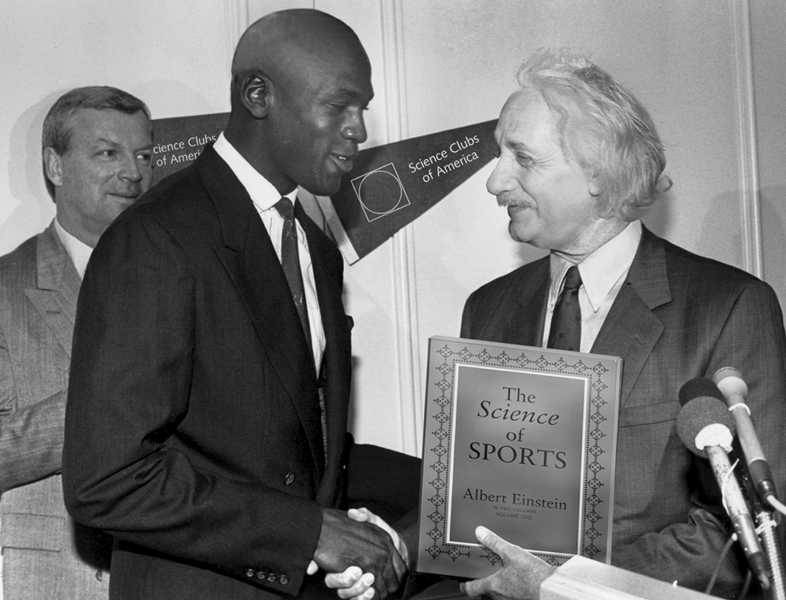 cience Clubs
of America
Science Clubs
of America
The
Science
of
SPORTS
Albert Einstein
IN TWO VOLUMES
VOLUME ONE